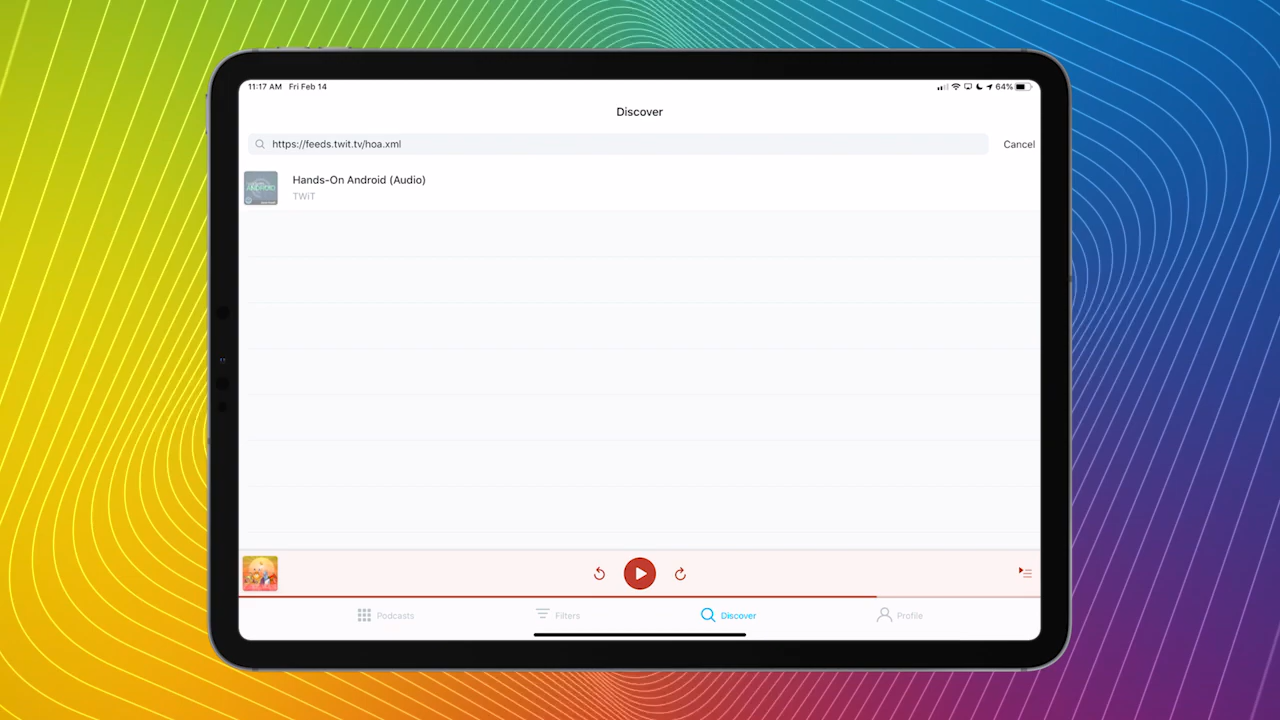 11:17 AM Fri Feb 14
64%
Discover
https://feeds.twit.tv/hoa.xml
Cancel
Hands-On Android (Audio)
TWiT
Podcasts
Filters
Discover
Profile